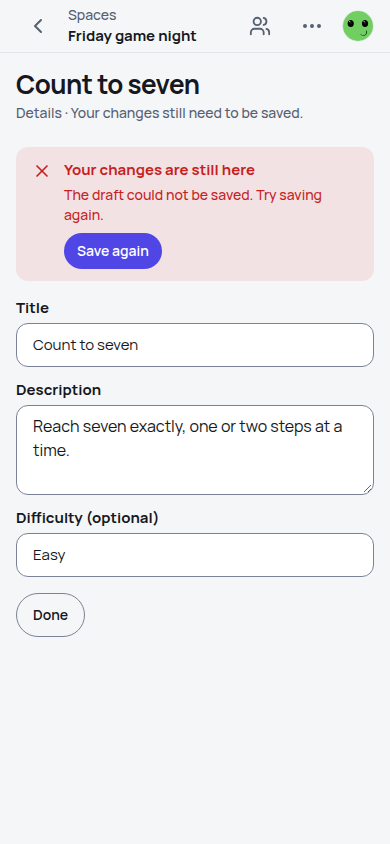 Spaces
Friday game night
Count to seven
Details · Your changes still need to be saved.
Your changes are still here
The draft could not be saved. Try saving
again.
Save again
Title
Count to seven
Description
Reach seven exactly, one or two steps at a
time.
Difficulty (optional)
Easy
Done